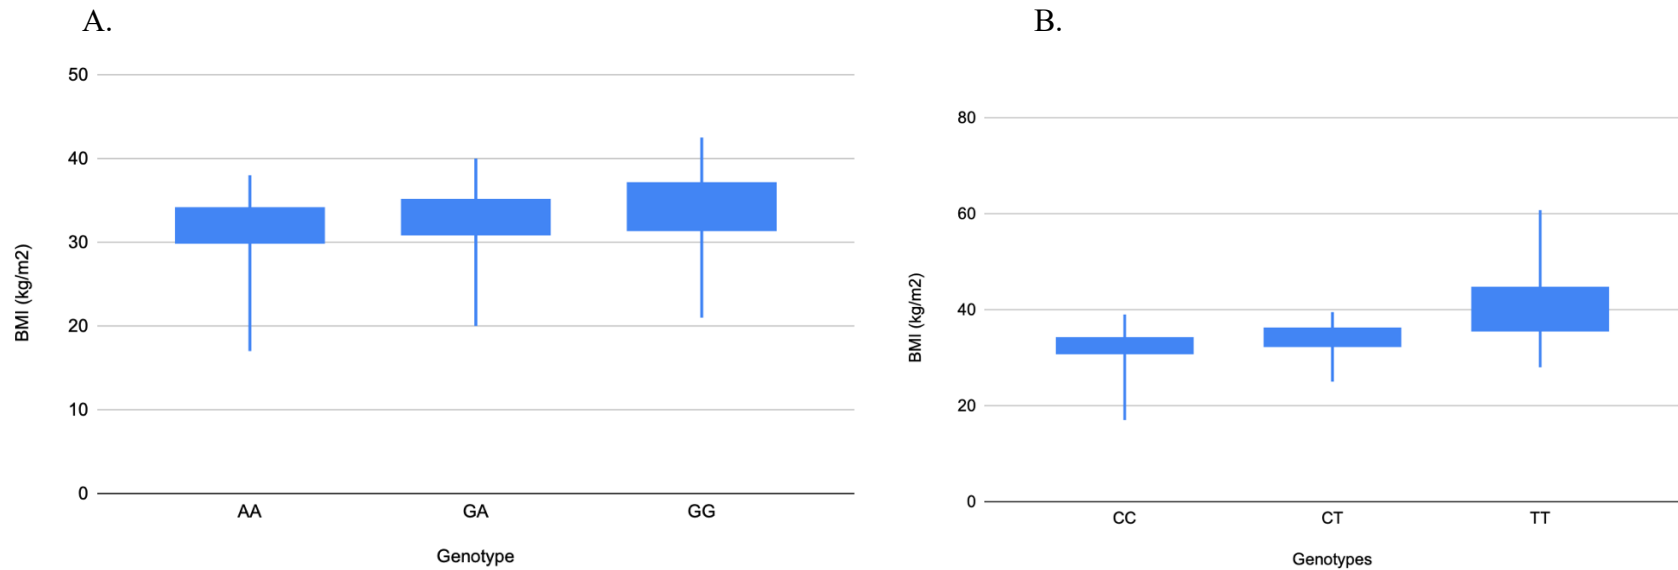 A.
50
40
30
20
10
0
BMI (kg/m2)
AA GA GG
Genotype
B.
80
60
40
20
0
BMI (kg/m2)
CC CT TT
Genotypes